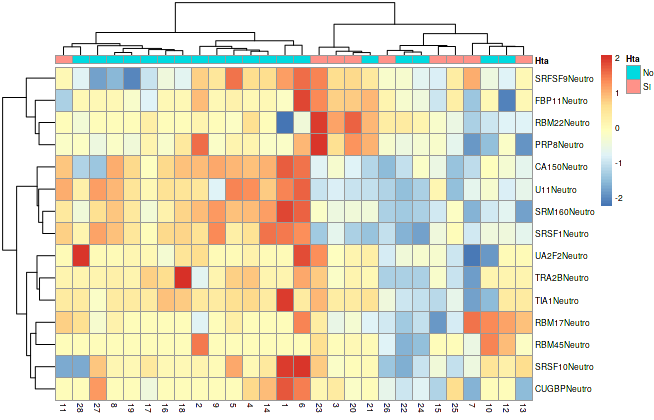 Hta
SRFSF9Neutro
FBP11Neutro
RBM22Neutro
PRP8Neutro
CA150Neutro
U11Neutro
SRM160Neutro
SRSF1Neutro
UA2F2Neutro
TRA2BNeutro
TIA1Neutro
RBM17Neutro
RBM45Neutro
SRSF10Neutro
CUGBPNeutro
11 28 27 8 19 17 16 18 2 9 5 4 14 1 6 23 3 20 21 26 22 24 15 25 7 10 12 13
2
1
0
-1
-2
Hta
No
SI